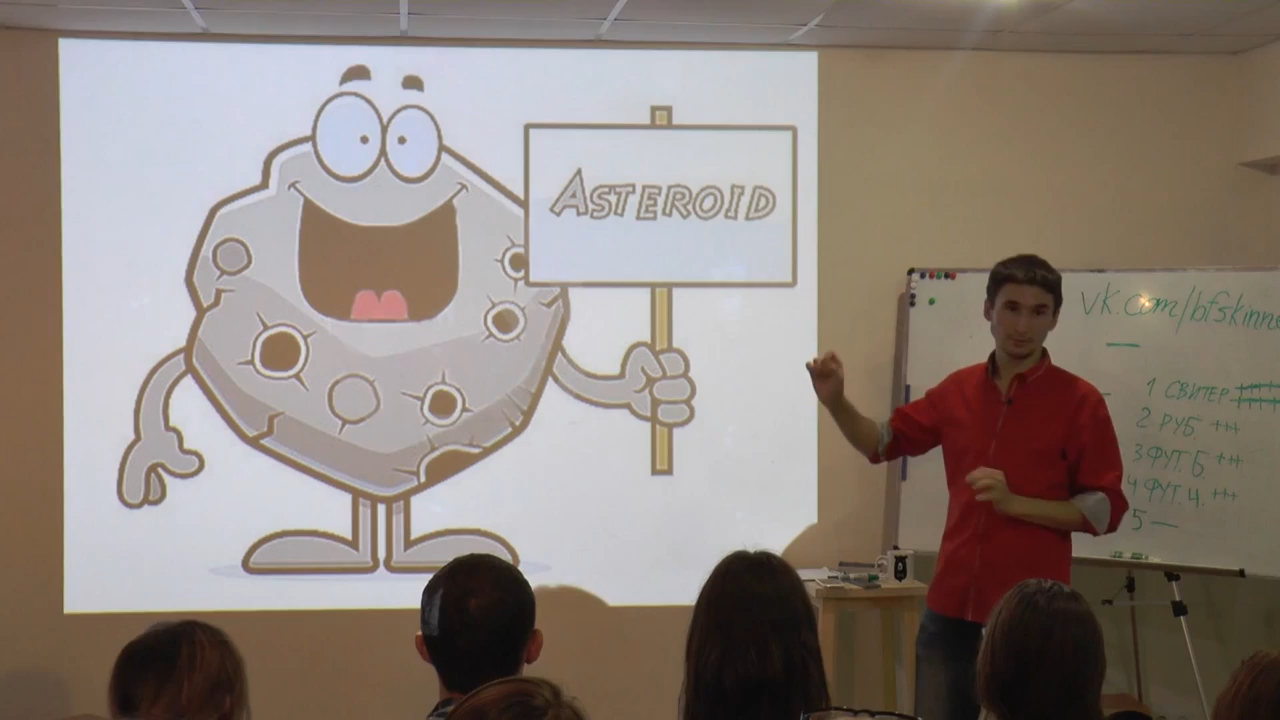 ASTEROID
vk.com/bfskinne
1 СВИТЕР
2 РУБ. +++
3 ФУТ. Б. +++
4 ФУТ. Ч. +++
5 —